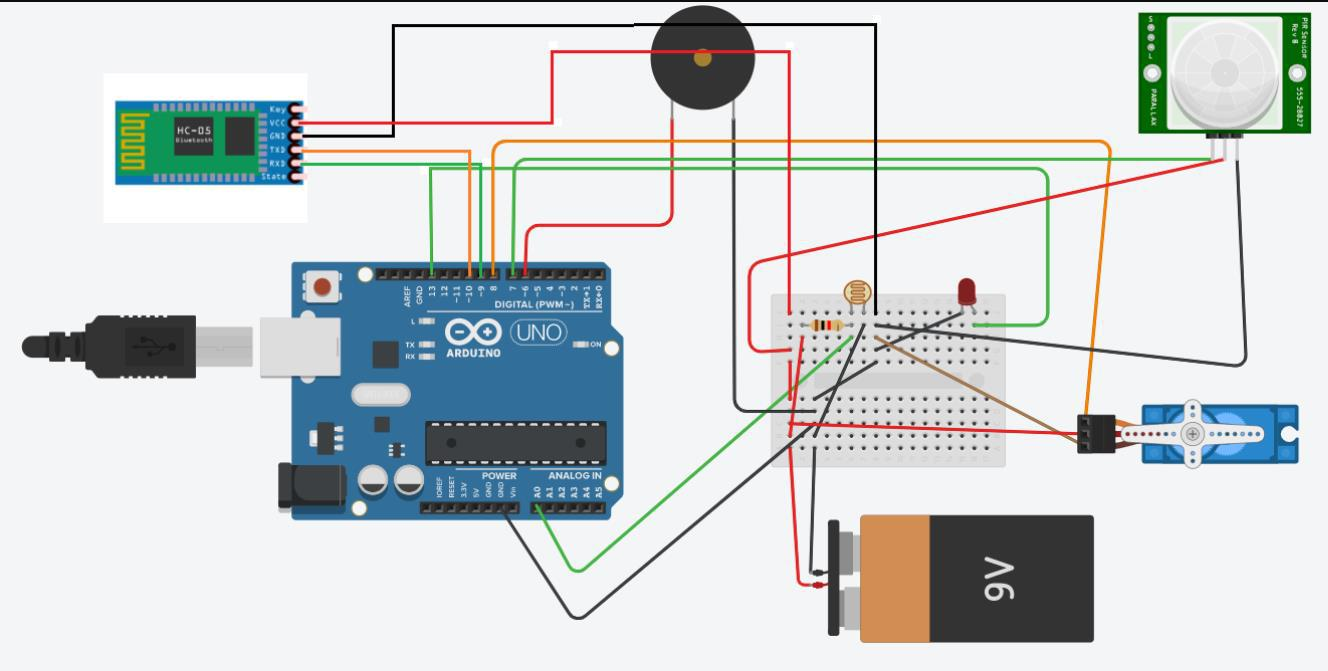 HC-05
Bluetooth
Key
VCC
GND
TXD
RXD
State
PIR Sensor
Rev B
555-28027
PARALLAX
S
L
AREF
GND
13
12
~11
~10
~9
8
7
~6
~5
4
~3
2
TX→1
RX←0
DIGITAL (PWM~)
L
TX
RX
ARDUINO
UNO
ON
POWER
ANALOG IN
IOREF
RESET
3.3V
5V
GND
GND
Vin
A0
A1
A2
A3
A4
A5
9V